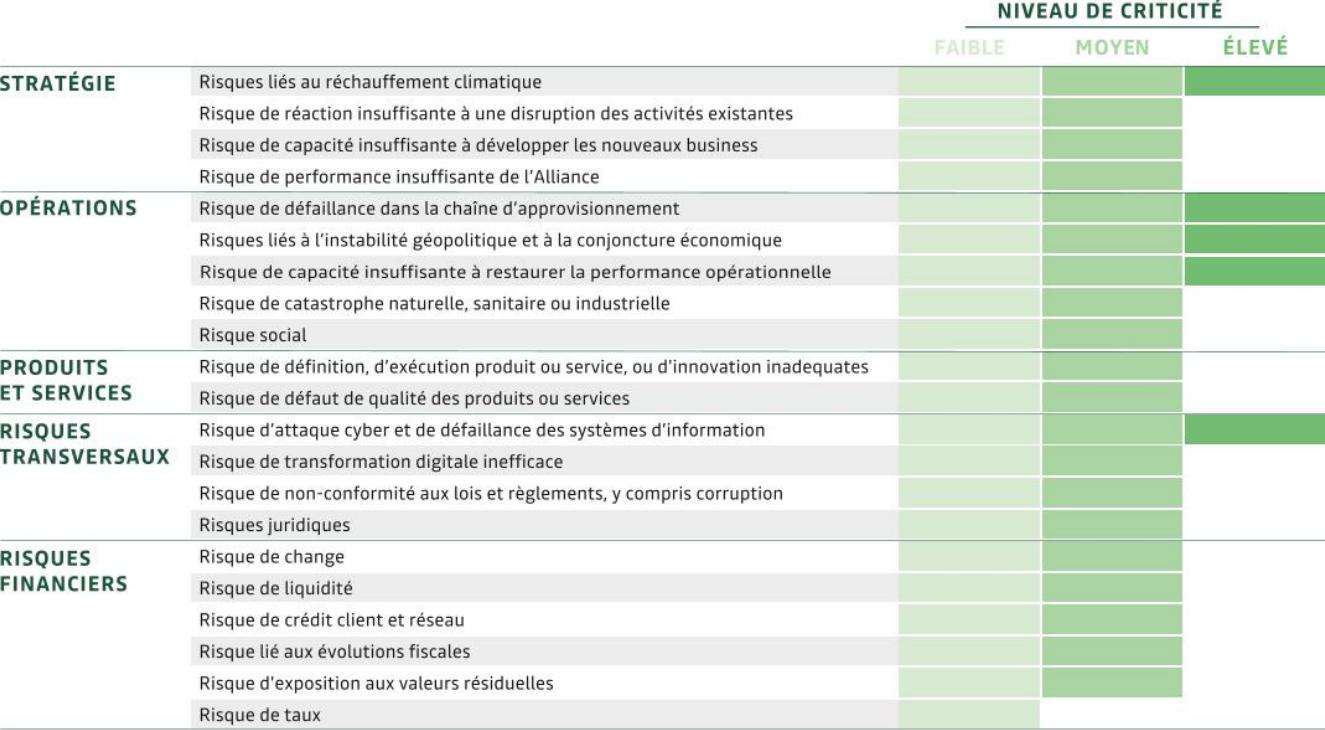 NIVEAU DE CRITICITÉ
FAIBLE MOYEN ÉLEVÉ
STRATÉGIE Risques liés au réchauffement climatique
Risque de réaction insuffisante à une disruption des activités existantes
Risque de capacité insuffisante à développer les nouveaux business
Risque de performance insuffisante de l'Alliance
OPÉRATIONS Risque de défaillance dans la chaîne d'approvisionnement
Risques liés à l'instabilité géopolitique et à la conjoncture économique
Risque de capacité insuffisante à restaurer la performance opérationnelle
Risque de catastrophe naturelle, sanitaire ou industrielle
Risque social
PRODUITS Risque de définition, d'exécution produit ou service, ou d'innovation inadequates
ET SERVICES Risque de défaut de qualité des produits ou services
RISQUES Risque d'attaque cyber et de défaillance des systèmes d'information
TRANSVERSAUX Risque de transformation digitale inefficace
Risque de non-conformité aux lois et règlements, y compris corruption
Risques juridiques
RISQUES Risque de change
FINANCIERS Risque de liquidité
Risque de crédit client et réseau
Risque lié aux évolutions fiscales
Risque d'exposition aux valeurs résiduelles
Risque de taux